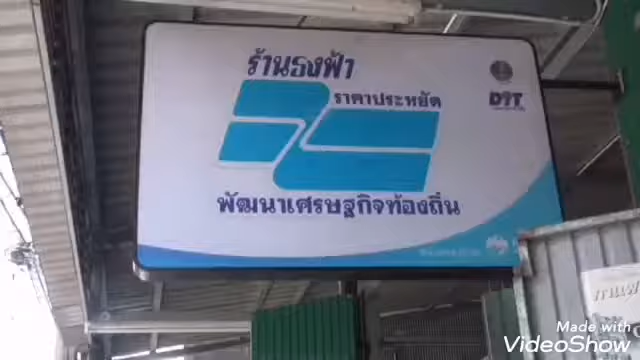 ร้านธงฟ้า
ราคาประหยัด
DIT
พัฒนาเศรษฐกิจท้องถิ่น
Made with
VideoShow